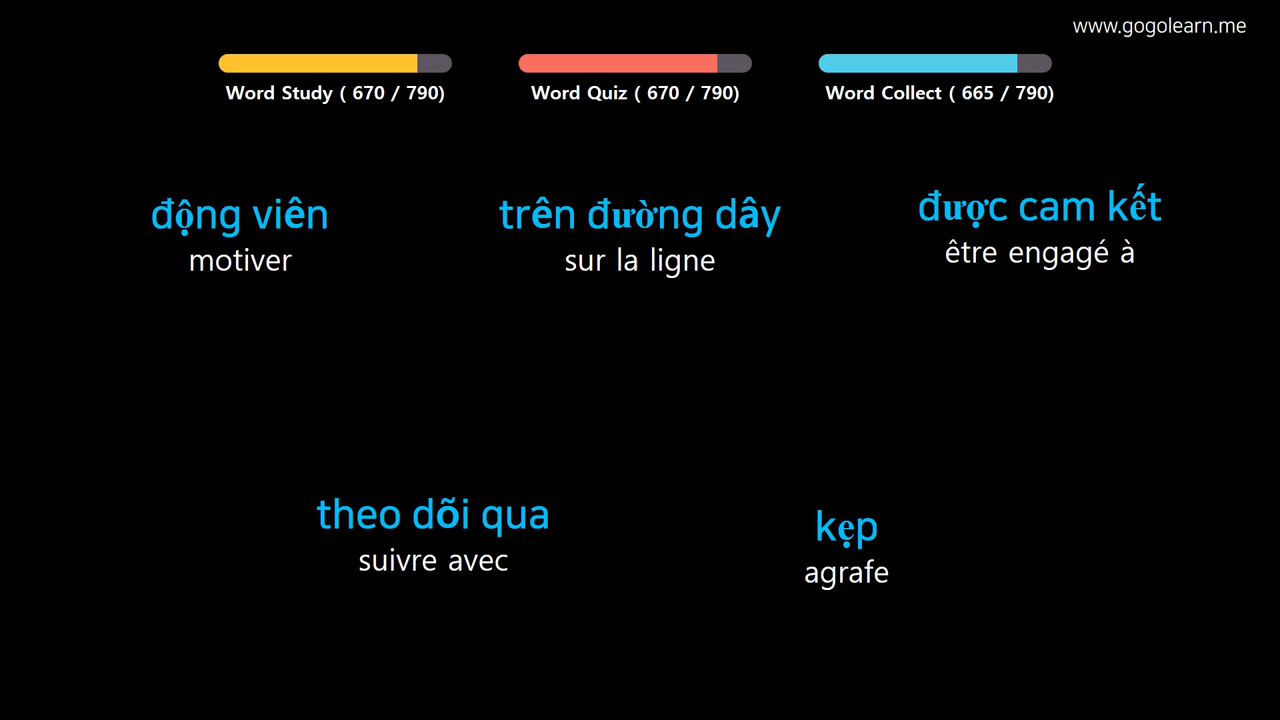 www.gogolearn.me
Word Study ( 670 / 790)
Word Quiz ( 670 / 790)
Word Collect ( 665 / 790)
động viên
motiver
trên đường dây
sur la ligne
được cam kết
être engagé à
theo dõi qua
suivre avec
kẹp
agrafe